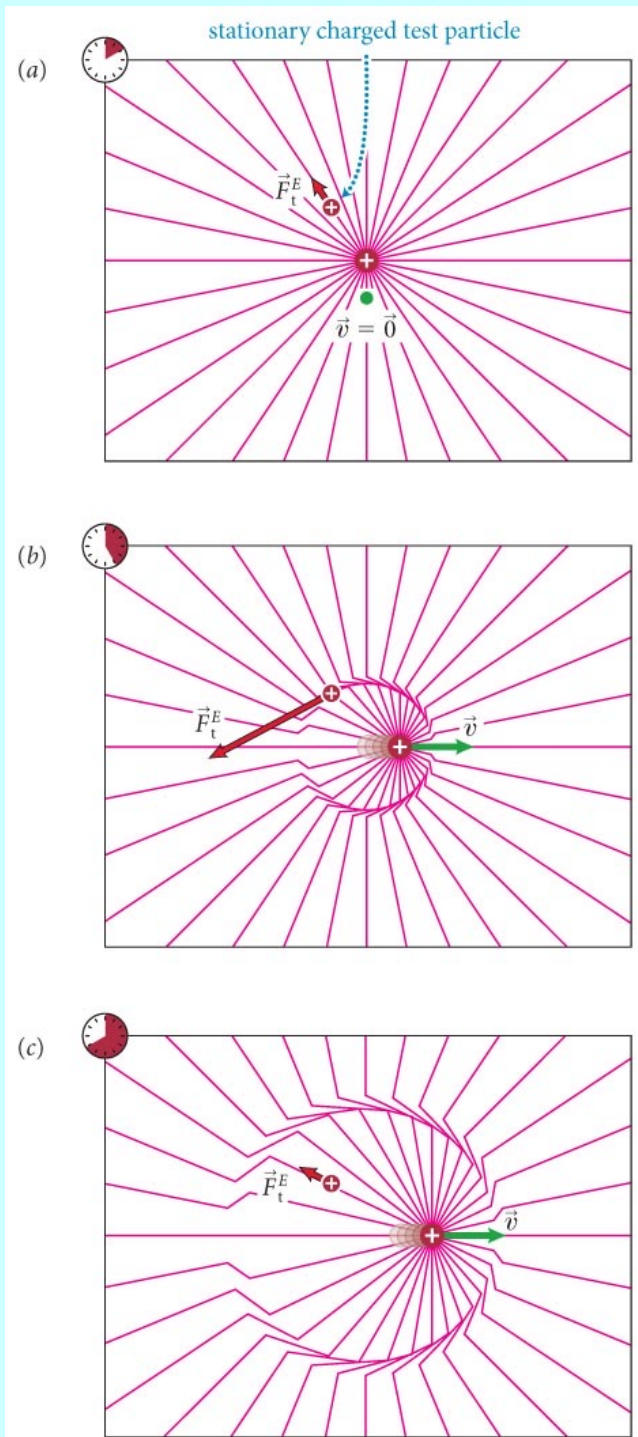 stationary charged test particle
(a)
F⃗ₜᴱ
+
+
v⃗ = 0⃗
(b)
+
F⃗ₜᴱ
v⃗
+
(c)
F⃗ₜᴱ
+
v⃗
+